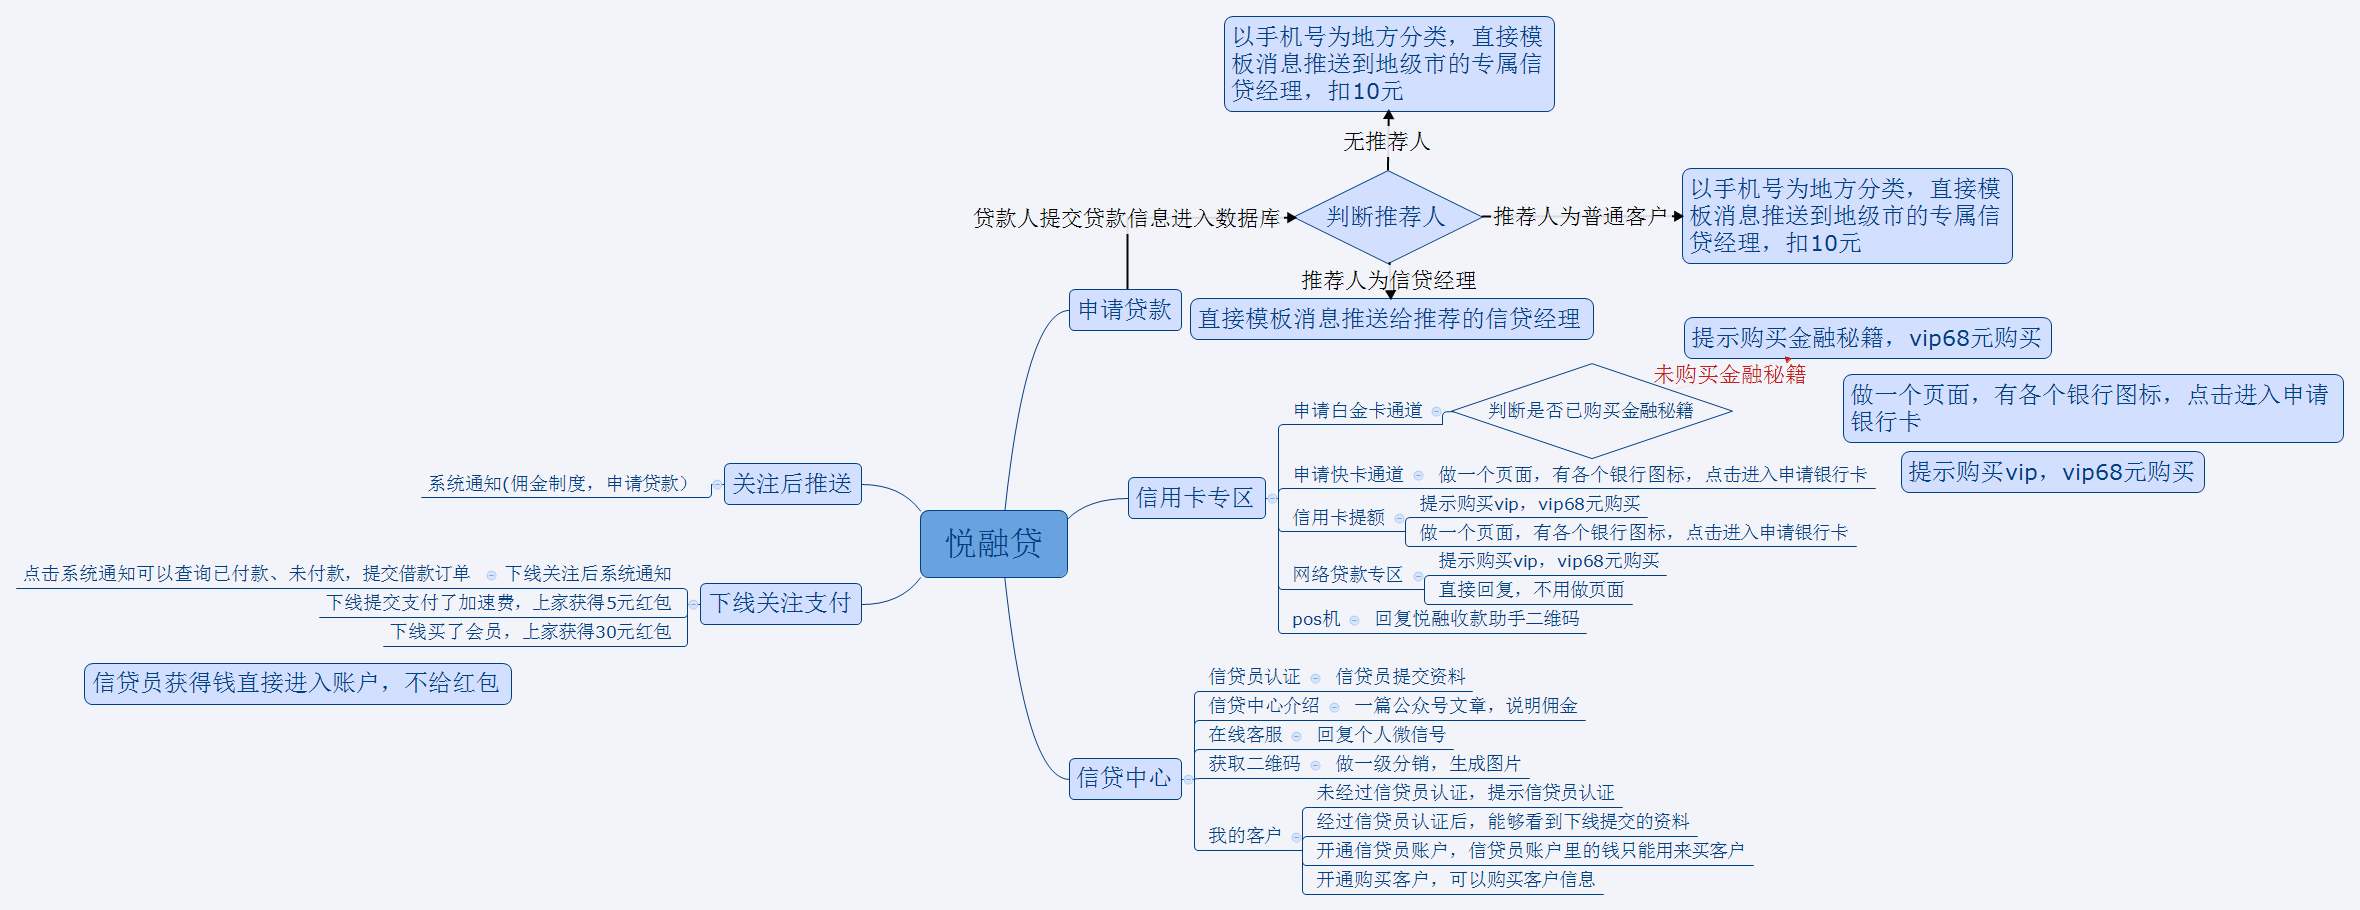 以手机号为地方分类，直接模
板消息推送到地级市的专属信
贷经理，扣10元
无推荐人
以手机号为地方分类，直接模
板消息推送到地级市的专属信
贷经理，扣10元
贷款人提交贷款信息进入数据库
判断推荐人
推荐人为普通客户
推荐人为信贷经理
申请贷款
直接模板消息推送给推荐的信贷经理
提示购买金融秘籍，vip68元购买
未购买金融秘籍
做一个页面，有各个银行图标，点击进入申请
银行卡
申请白金卡通道
判断是否已购买金融秘籍
提示购买vip，vip68元购买
申请快卡通道
做一个页面，有各个银行图标，点击进入申请银行卡
系统通知(佣金制度，申请贷款）
关注后推送
信用卡专区
信用卡提额
提示购买vip，vip68元购买
做一个页面，有各个银行图标，点击进入申请银行卡
悦融贷
网络贷款专区
提示购买vip，vip68元购买
直接回复，不用做页面
点击系统通知可以查询已付款、未付款，提交借款订单
下线关注后系统通知
下线提交支付了加速费，上家获得5元红包
下线关注支付
下线买了会员，上家获得30元红包
pos机
回复悦融收款助手二维码
信贷员获得钱直接进入账户，不给红包
信贷员认证
信贷员提交资料
信贷中心介绍
一篇公众号文章，说明佣金
在线客服
回复个人微信号
获取二维码
做一级分销，生成图片
信贷中心
我的客户
未经过信贷员认证，提示信贷员认证
经过信贷员认证后，能够看到下线提交的资料
开通信贷员账户，信贷员账户里的钱只能用来买客户
开通购买客户，可以购买客户信息